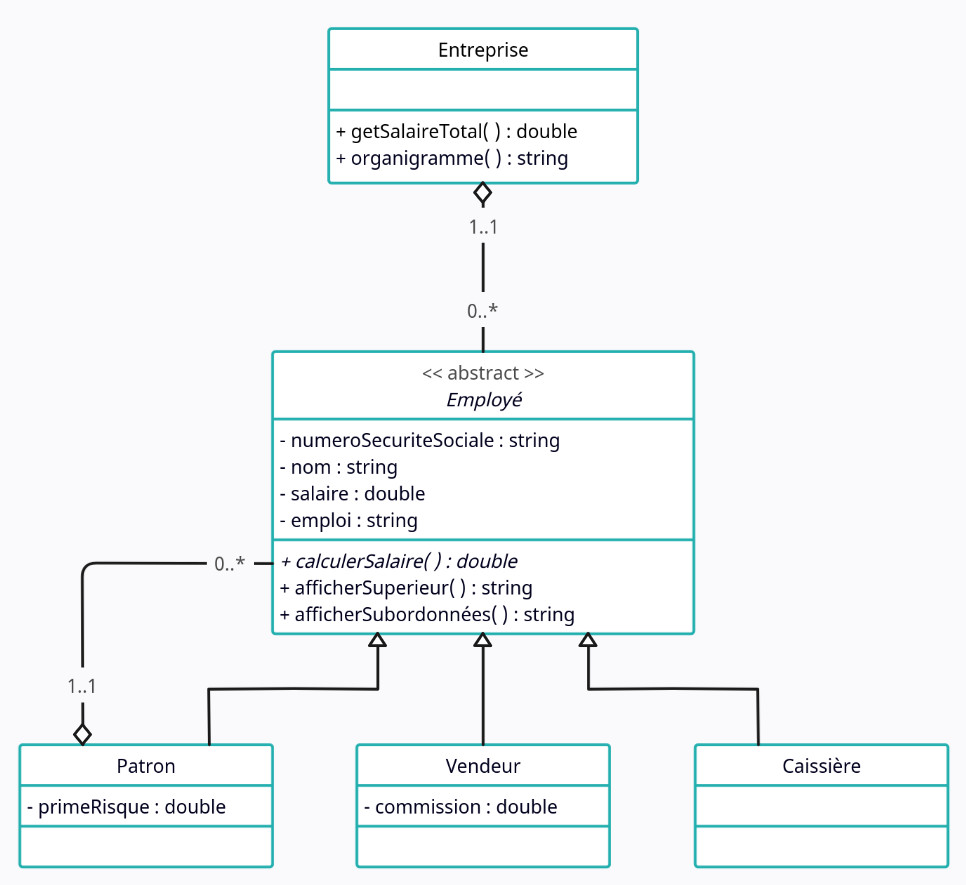 Entreprise
+ getSalaireTotal( ) : double
+ organigramme( ) : string
1..1
0..*
<< abstract >>
Employé
- numeroSecuriteSociale : string
- nom : string
- salaire : double
- emploi : string
+ calculerSalaire( ) : double
+ afficherSuperieur( ) : string
+ afficherSubordonnées( ) : string
0..*
1..1
Patron
- primeRisque : double
Vendeur
- commission : double
Caissière